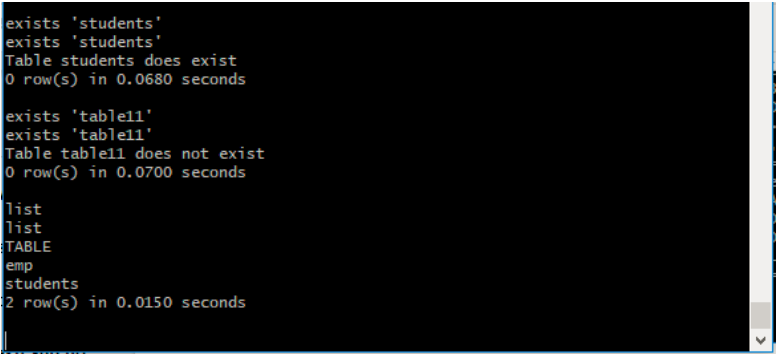 exists 'students'
exists 'students'
Table students does exist
0 row(s) in 0.0680 seconds
exists 'table11'
exists 'table11'
Table table11 does not exist
0 row(s) in 0.0700 seconds
list
list
TABLE
emp
students
2 row(s) in 0.0150 seconds